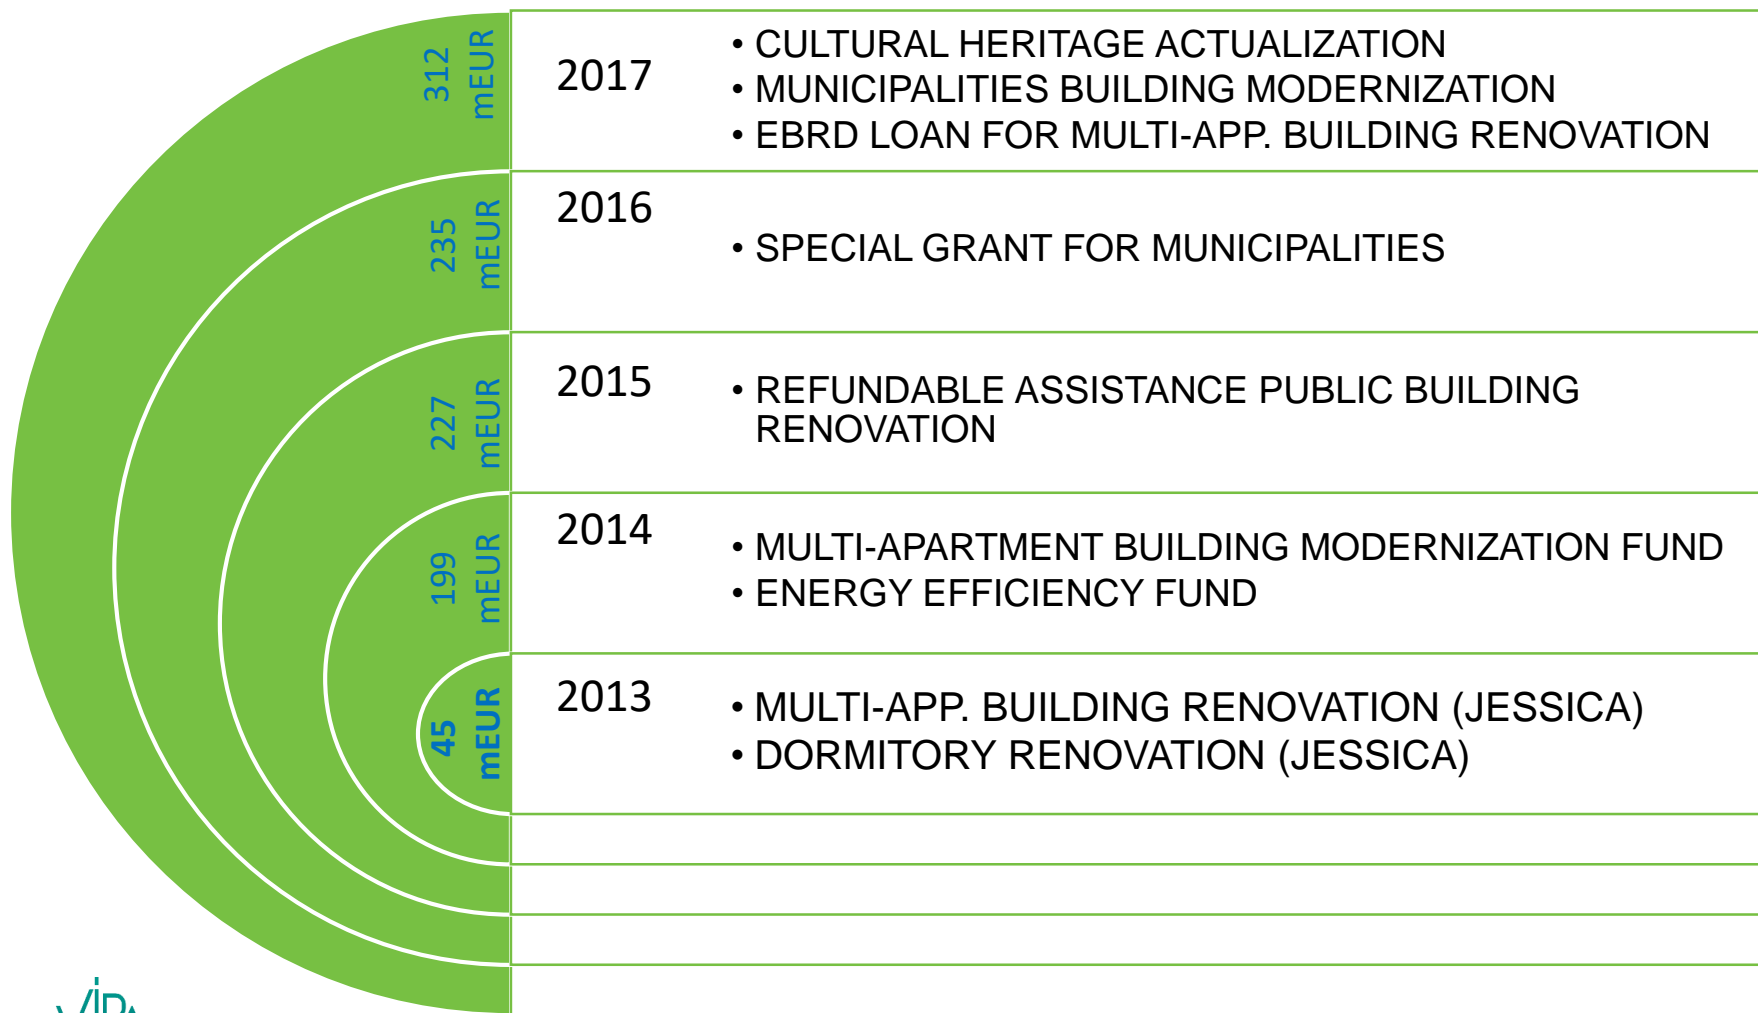 312
mEUR
2017
• CULTURAL HERITAGE ACTUALIZATION
• MUNICIPALITIES BUILDING MODERNIZATION
• EBRD LOAN FOR MULTI-APP. BUILDING RENOVATION
235
mEUR
2016
• SPECIAL GRANT FOR MUNICIPALITIES
227
mEUR
2015
• REFUNDABLE ASSISTANCE PUBLIC BUILDING
RENOVATION
199
mEUR
2014
• MULTI-APARTMENT BUILDING MODERNIZATION FUND
• ENERGY EFFICIENCY FUND
45
mEUR
2013
• MULTI-APP. BUILDING RENOVATION (JESSICA)
• DORMITORY RENOVATION (JESSICA)